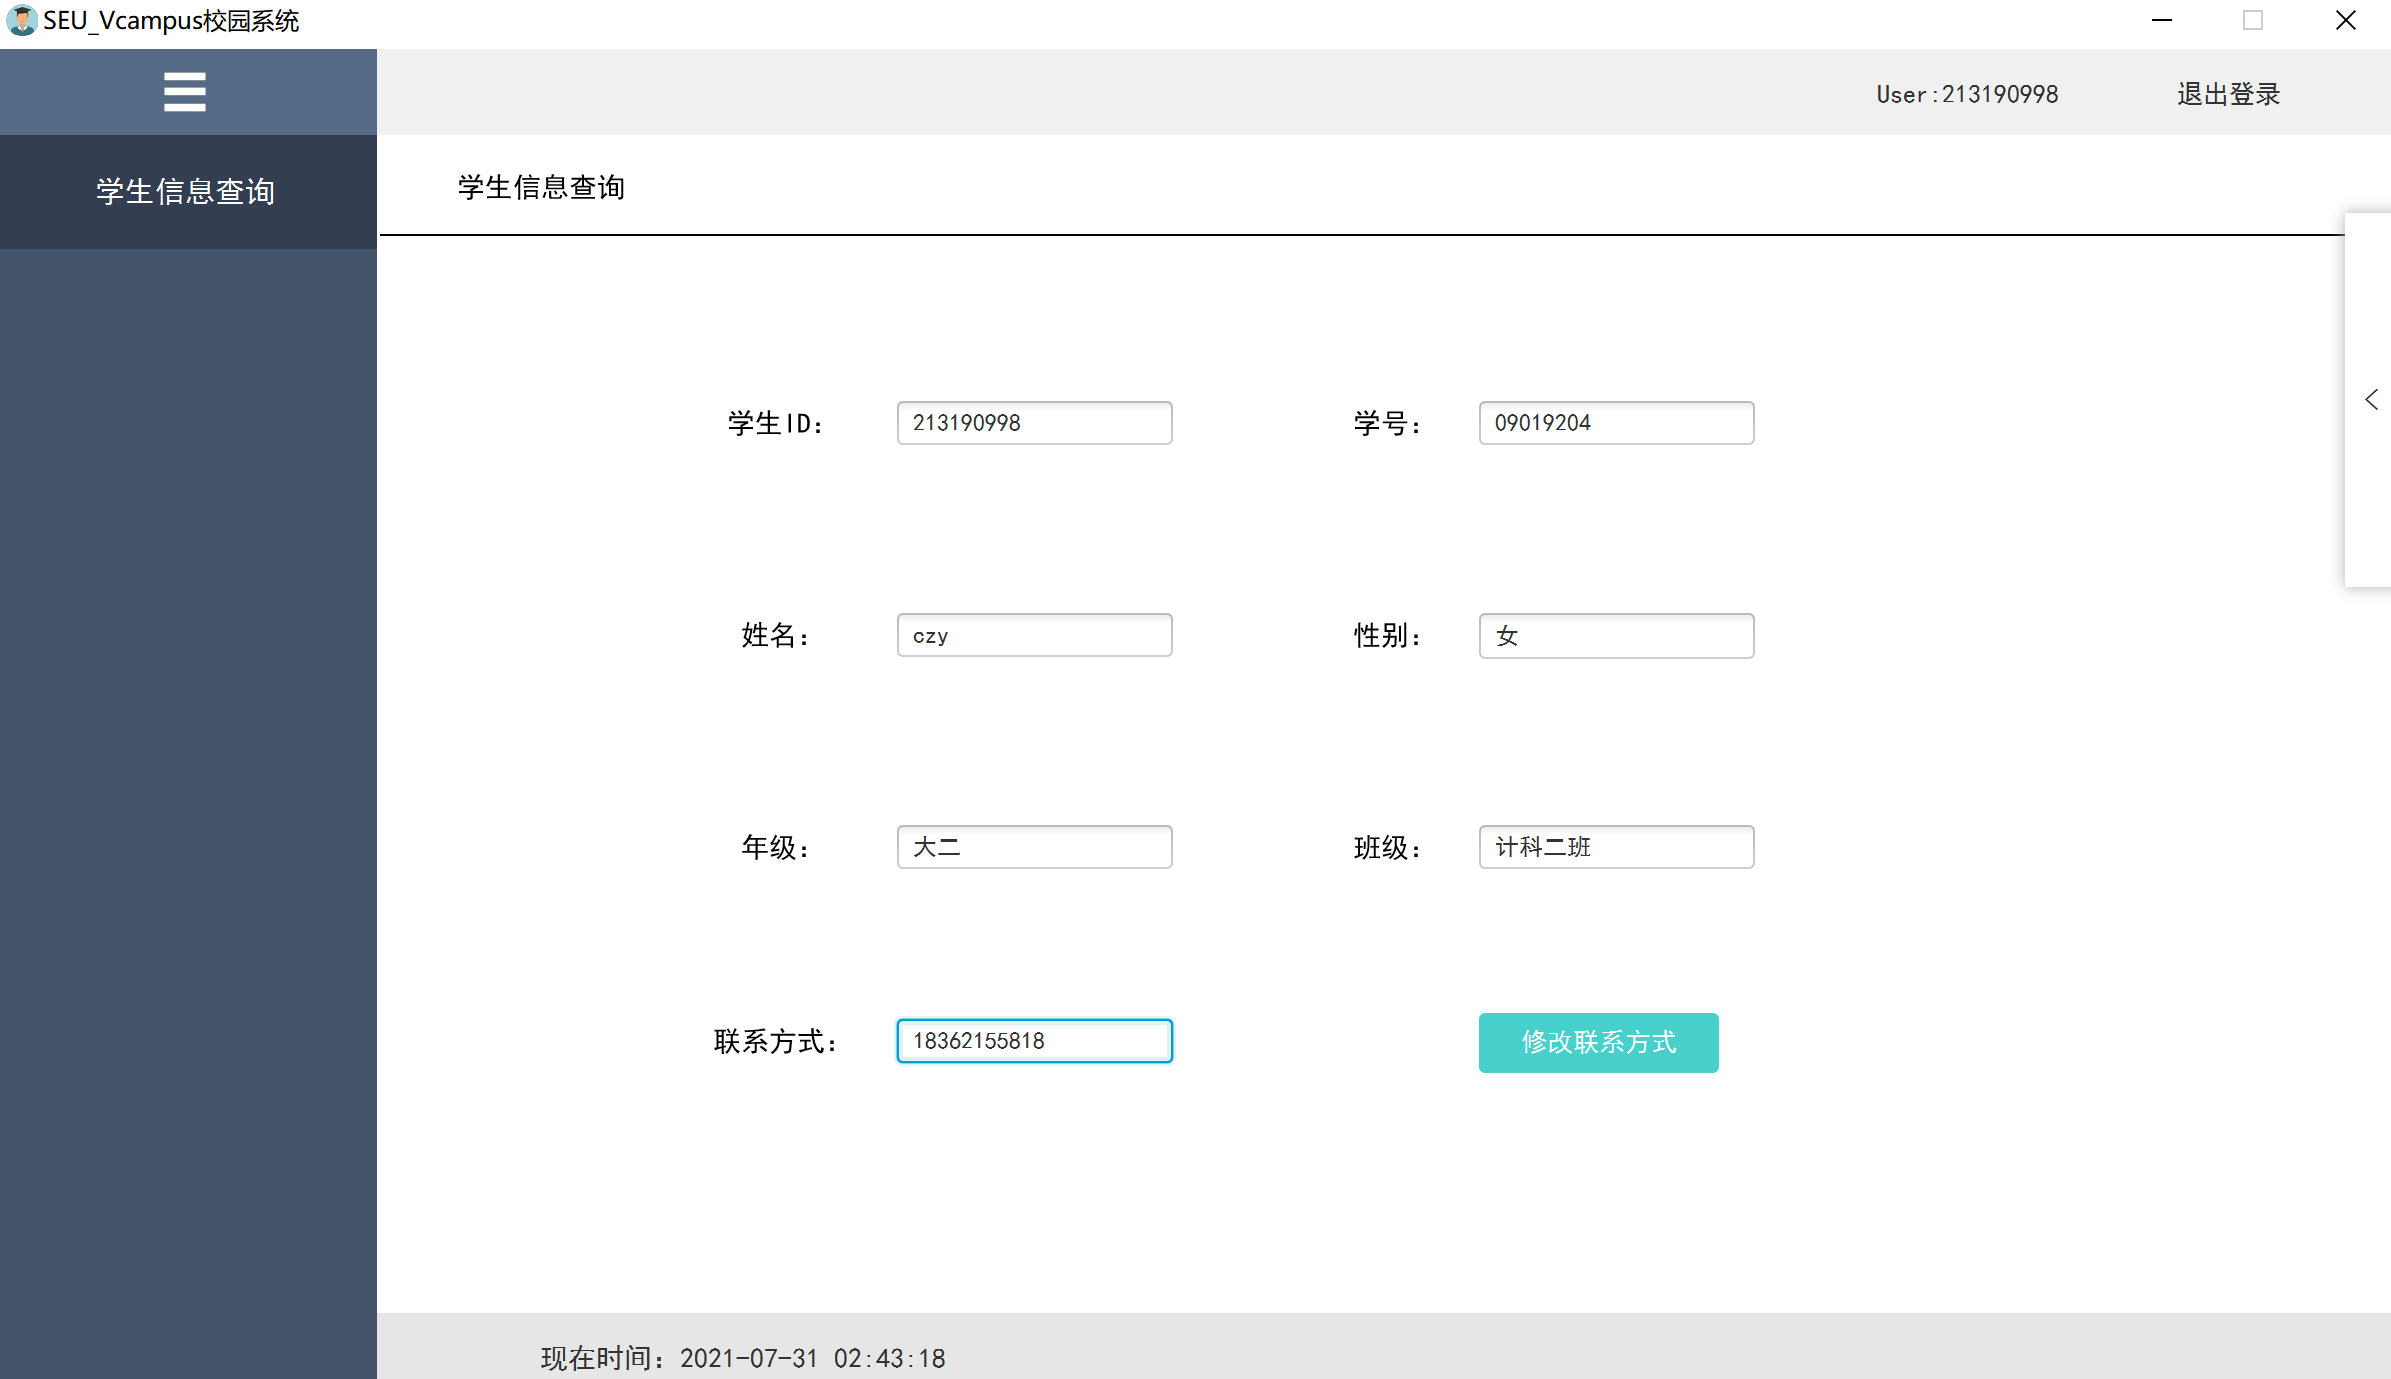 SEU_Vcampus校园系统
User:213190998 退出登录
学生信息查询
学生信息查询
学生ID： 213190998 学号： 09019204
姓名： czy 性别： 女
年级： 大二 班级： 计科二班
联系方式： 18362155818 修改联系方式
现在时间：2021-07-31 02:43:18